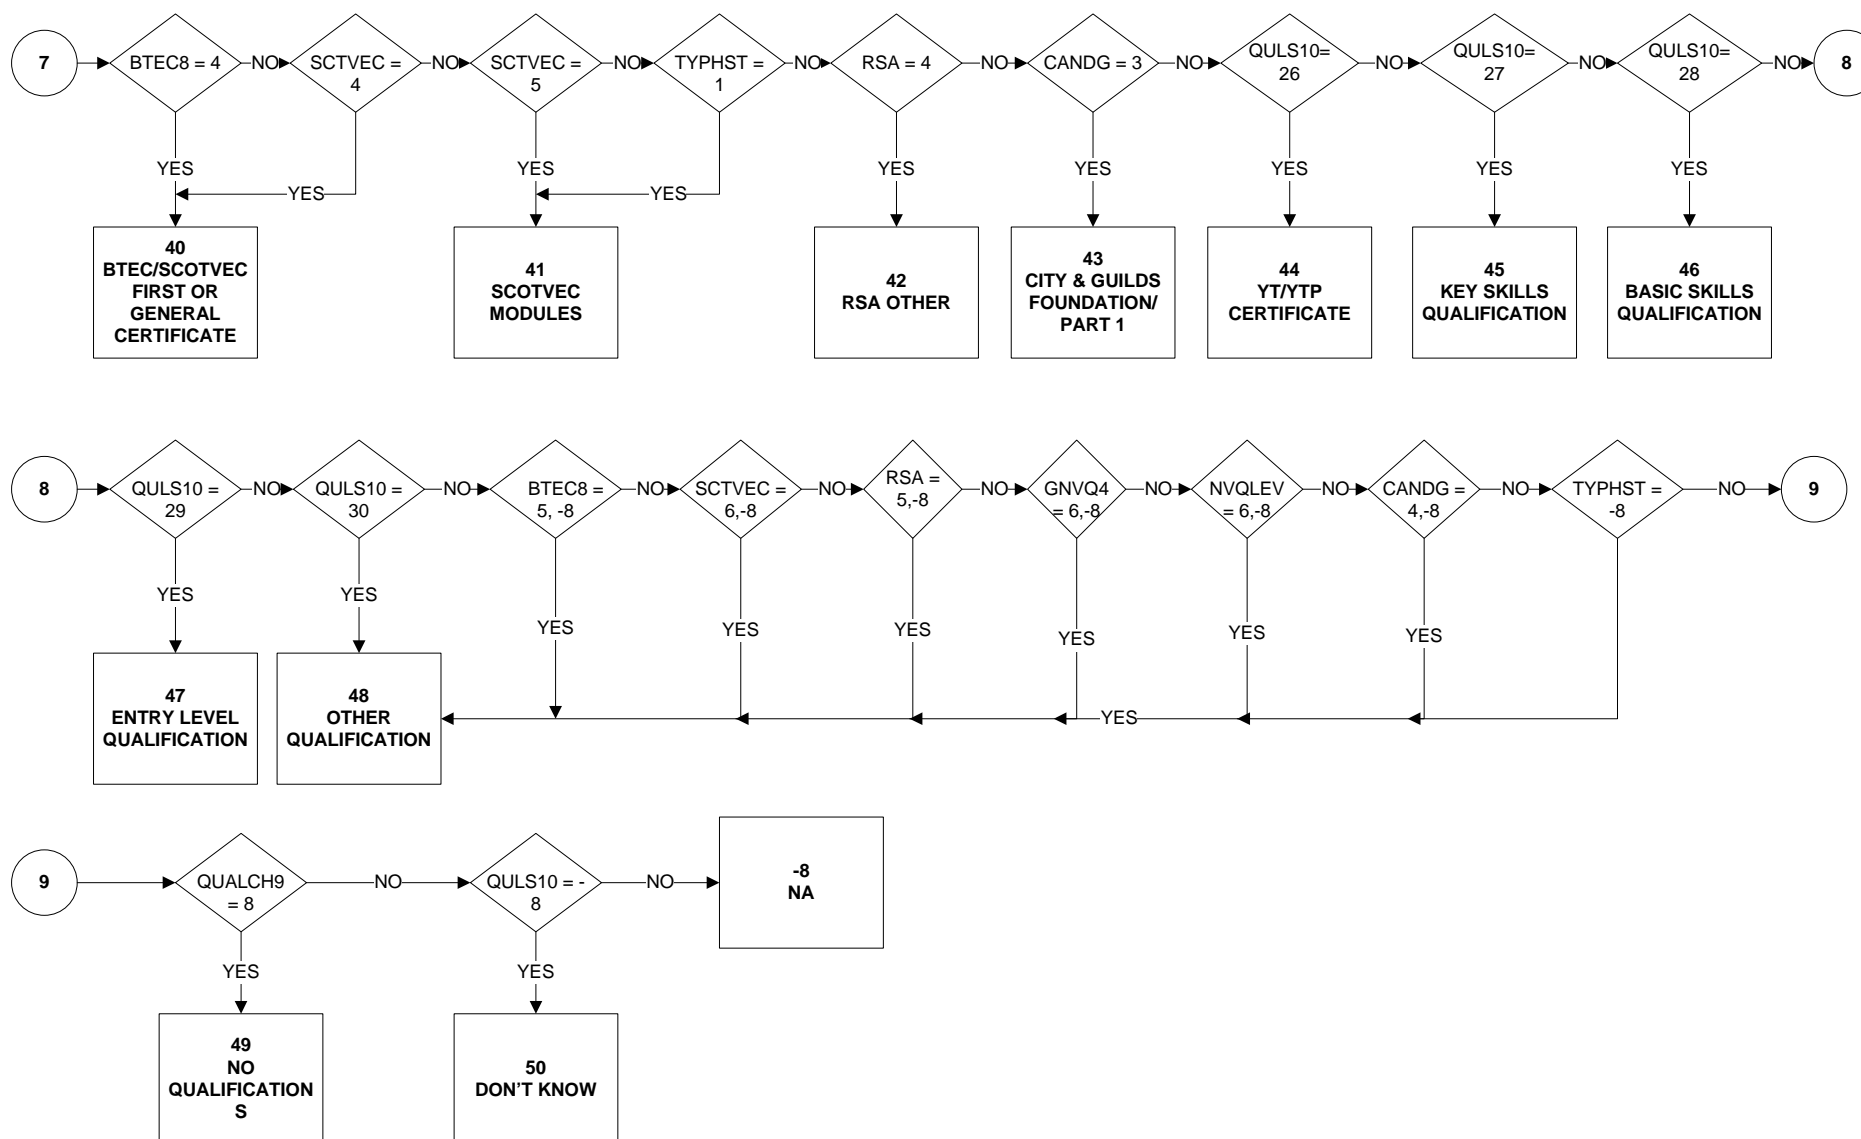 7
BTEC8 = 4
NO
SCTVEC =
4
NO
SCTVEC =
5
NO
TYPHST =
1
NO
RSA = 4
NO
CANDG = 3
NO
QULS10=
26
NO
QULS10=
27
NO
QULS10=
28
NO
8
YES
YES
YES
YES
YES
YES
YES
YES
YES
40
BTEC/SCOTVEC
FIRST OR
GENERAL
CERTIFICATE
41
SCOTVEC
MODULES
42
RSA OTHER
43
CITY & GUILDS
FOUNDATION/
PART 1
44
YT/YTP
CERTIFICATE
45
KEY SKILLS
QUALIFICATION
46
BASIC SKILLS
QUALIFICATION
8
QULS10 =
29
NO
QULS10 =
30
NO
BTEC8 =
5, -8
NO
SCTVEC =
6,-8
NO
RSA =
5,-8
NO
GNVQ4
= 6,-8
NO
NVQLEV
= 6,-8
NO
CANDG =
4,-8
NO
TYPHST =
-8
NO
9
YES
YES
YES
YES
YES
YES
YES
YES
YES
47
ENTRY LEVEL
QUALIFICATION
48
OTHER
QUALIFICATION
9
QUALCH9
= 8
NO
QULS10 = -
8
NO
-8
NA
YES
YES
49
NO
QUALIFICATION
S
50
DON'T KNOW